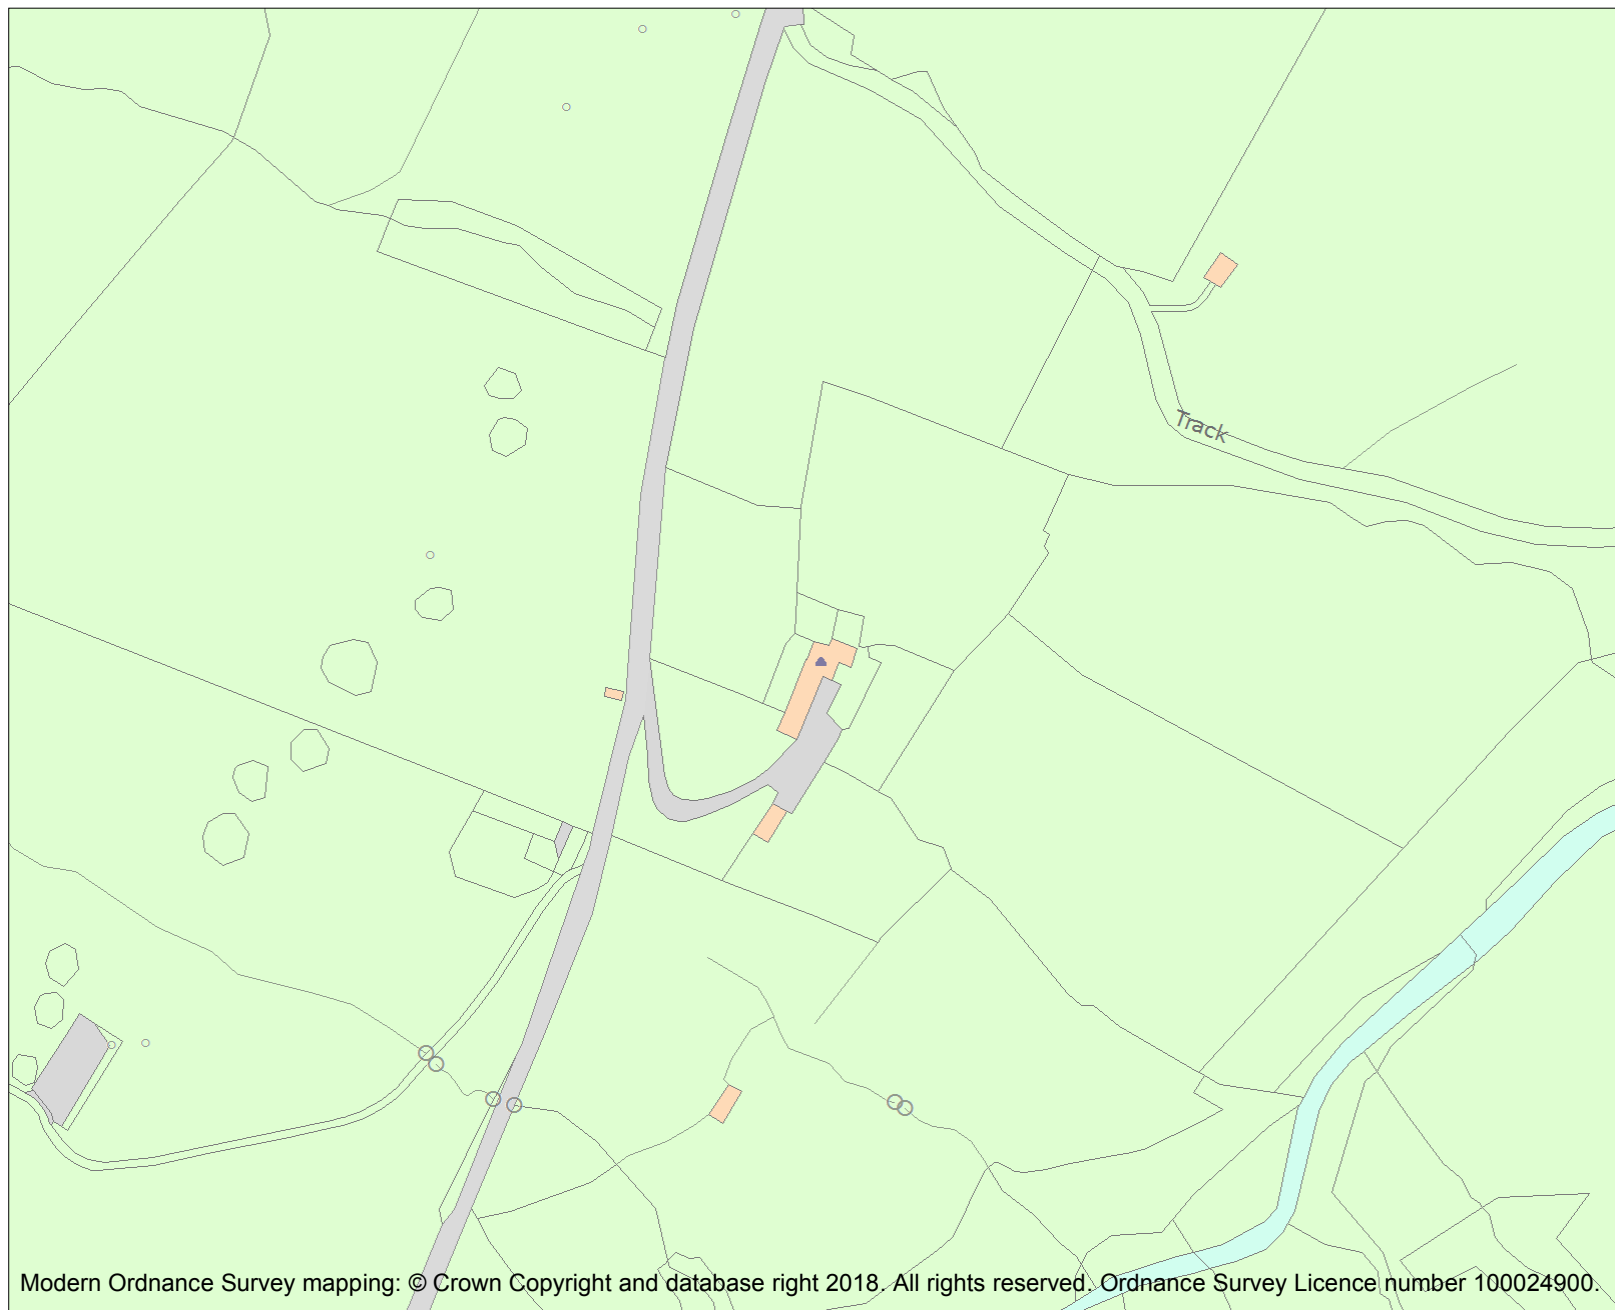 Track
Modern Ordnance Survey mapping: © Crown Copyright and database right 2018. All rights reserved. Ordnance Survey Licence number 100024900.